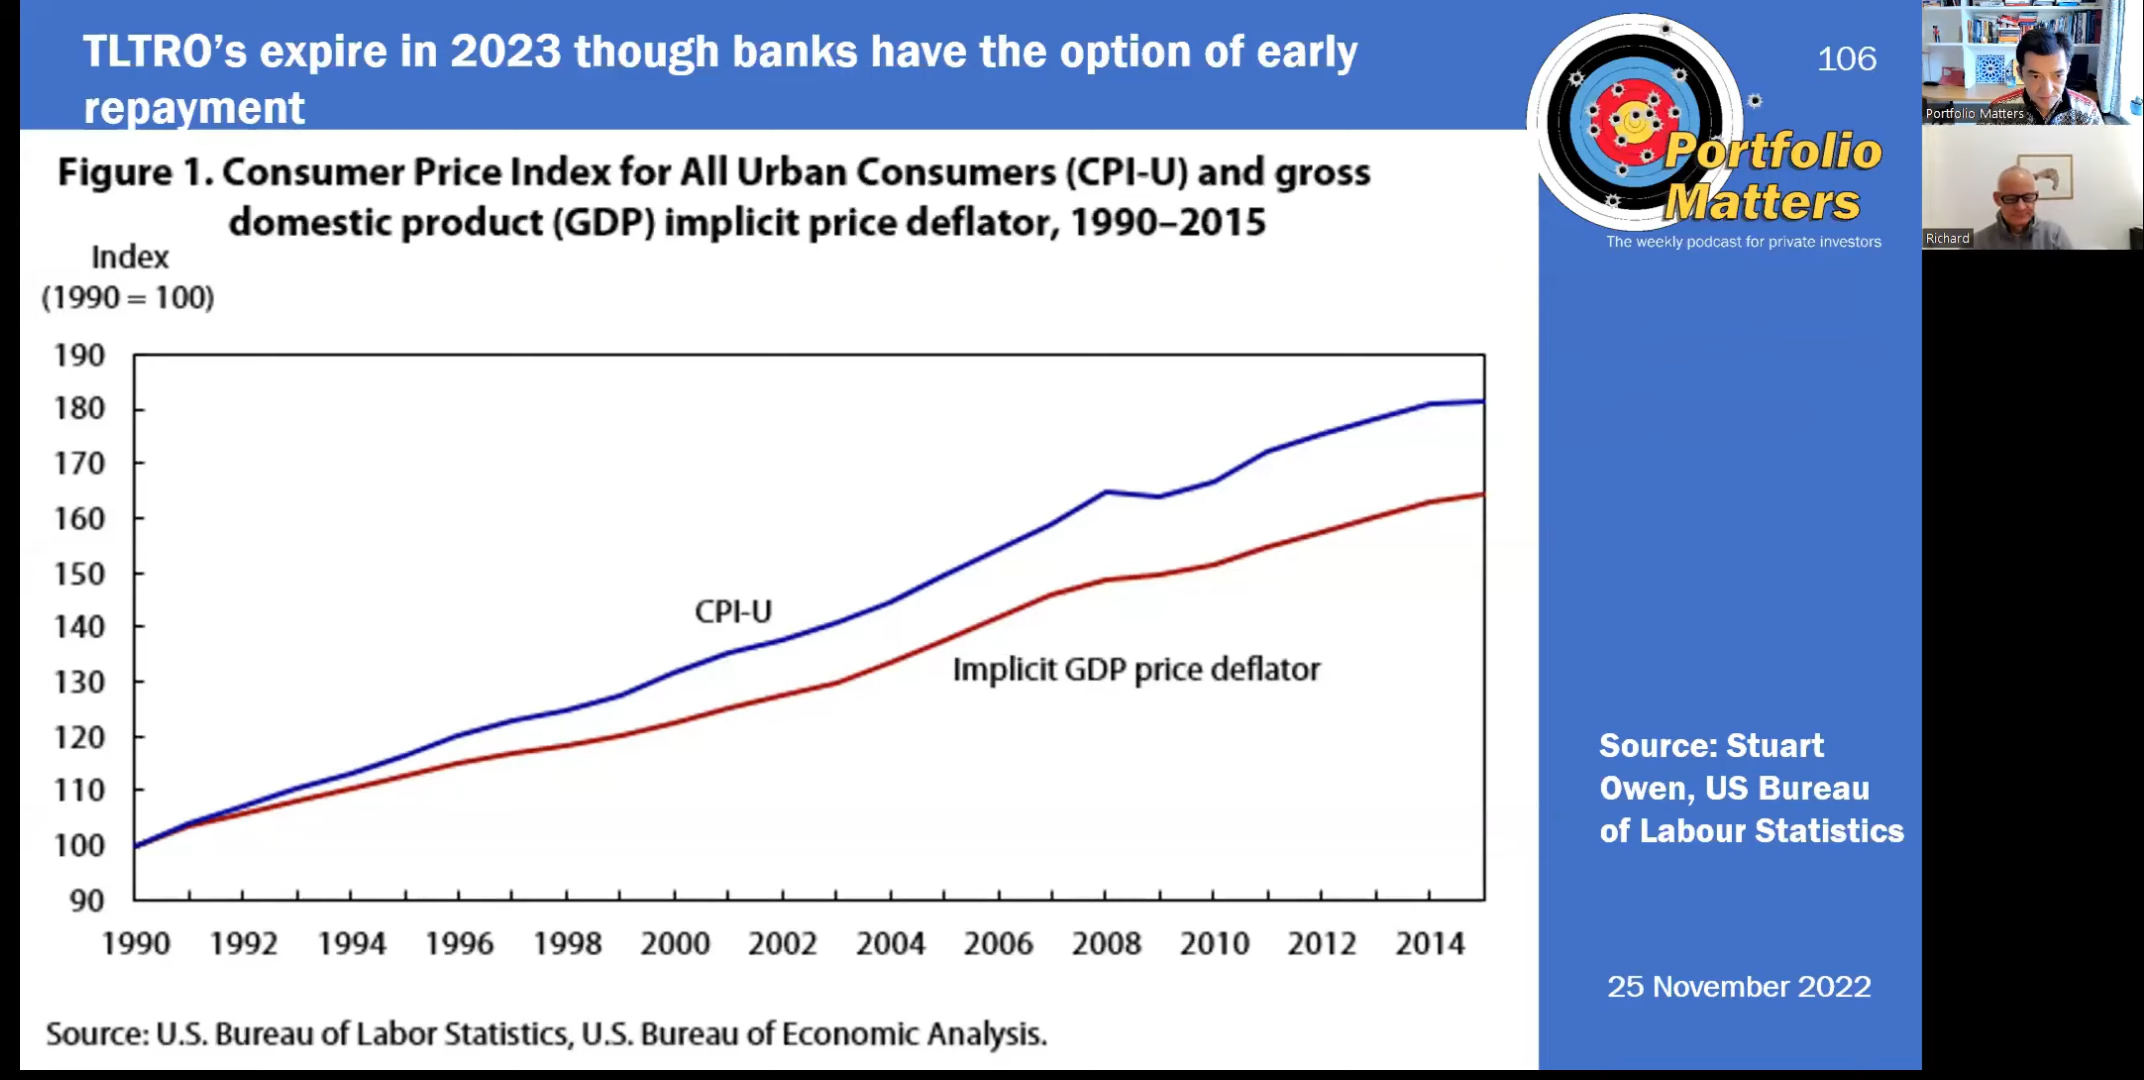 TLTRO's expire in 2023 though banks have the option of early
repayment
106
Portfolio
Matters
The weekly podcast for private investors
Portfolio Matters
Richard
Figure 1. Consumer Price Index for All Urban Consumers (CPI-U) and gross
domestic product (GDP) implicit price deflator, 1990–2015
Index
(1990 = 100)
190
180
170
160
150
140
130
120
110
100
90
CPI-U
Implicit GDP price deflator
1990 1992 1994 1996 1998 2000 2002 2004 2006 2008 2010 2012 2014
Source: U.S. Bureau of Labor Statistics, U.S. Bureau of Economic Analysis.
Source: Stuart
Owen, US Bureau
of Labour Statistics
25 November 2022